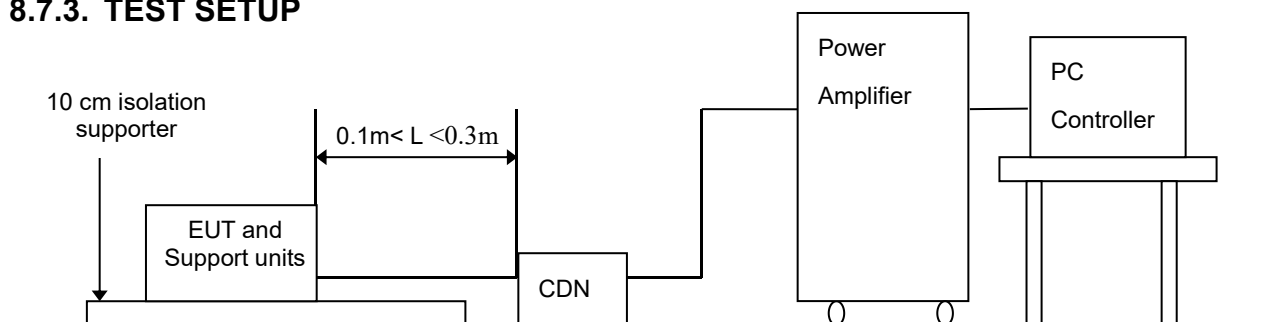 8.7.3. TEST SETUP
10 cm isolation
supporter
0.1m< L <0.3m
EUT and
Support units
CDN
Power
Amplifier
PC
Controller